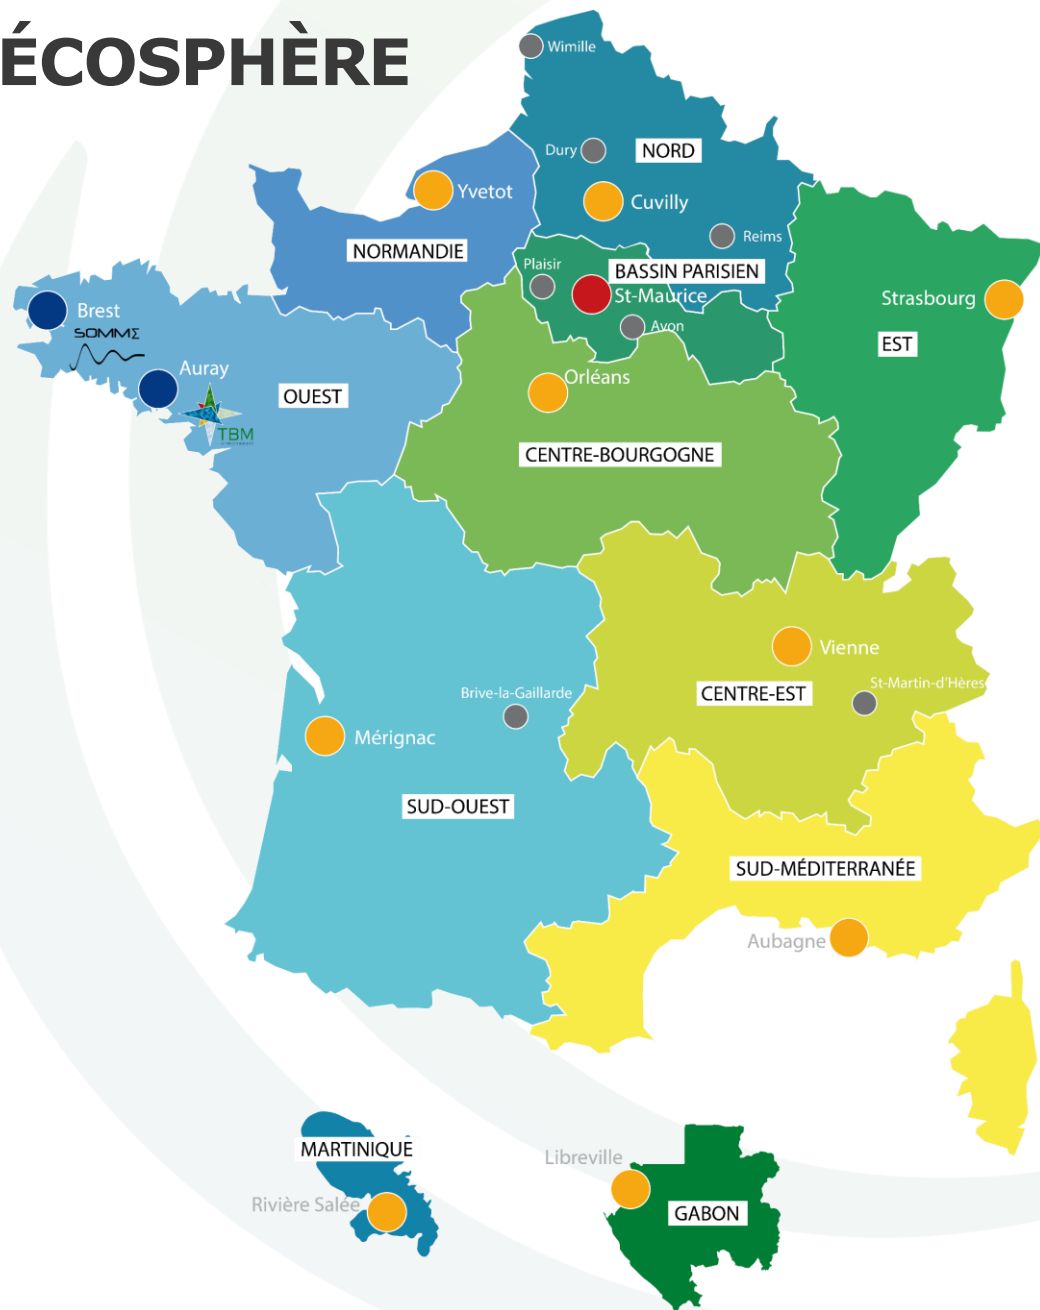 ÉCOSPHÈRE
Wimille
Dury
NORD
Yvetot
Cuvilly
Reims
NORMANDIE
Plaisir
BASSIN PARISIEN
St-Maurice
Strasbourg
Brest
SOMMΣ
Avon
EST
Auray
Orléans
OUEST
TBM
CENTRE-BOURGOGNE
Vienne
St-Martin-d'Hères
Brive-la-Gaillarde
CENTRE-EST
Mérignac
SUD-OUEST
SUD-MÉDITERRANÉE
Aubagne
MARTINIQUE
Libreville
Rivière Salée
GABON